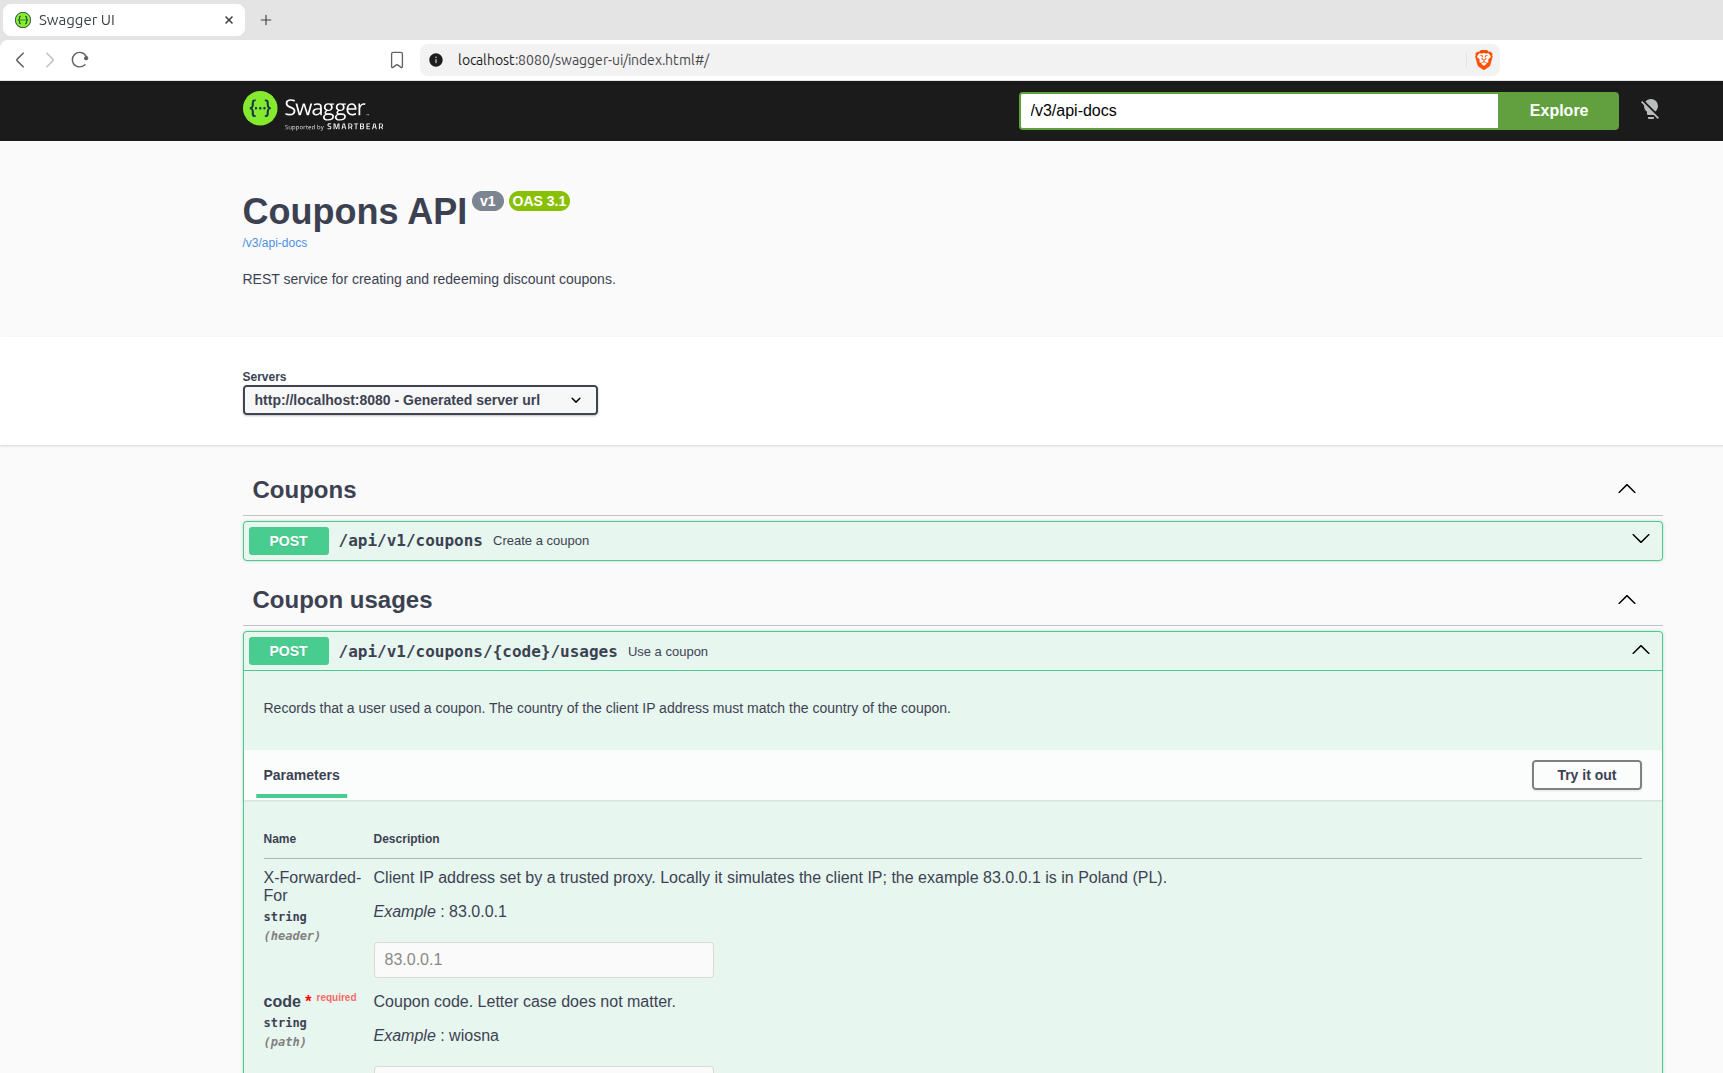 Swagger UI
localhost:8080/swagger-ui/index.html#/
Swagger
Supported by SMARTBEAR
/v3/api-docs
Explore
Coupons API v1 OAS 3.1
/v3/api-docs
REST service for creating and redeeming discount coupons.
Servers
http://localhost:8080 - Generated server url
Coupons
POST /api/v1/coupons Create a coupon
Coupon usages
POST /api/v1/coupons/{code}/usages Use a coupon
Records that a user used a coupon. The country of the client IP address must match the country of the coupon.
Parameters
Try it out
Name Description
X-Forwarded-
For
string
(header)
Client IP address set by a trusted proxy. Locally it simulates the client IP; the example 83.0.0.1 is in Poland (PL).
Example : 83.0.0.1
83.0.0.1
code * required
string
(path)
Coupon code. Letter case does not matter.
Example : wiosna